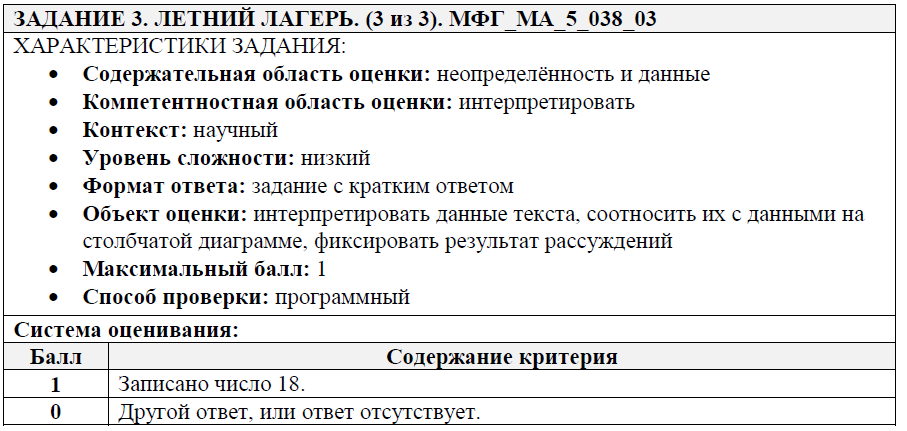 ЗАДАНИЕ 3. ЛЕТНИЙ ЛАГЕРЬ. (3 из 3). МФГ_МА_5_038_03
ХАРАКТЕРИСТИКИ ЗАДАНИЯ:
• Содержательная область оценки: неопределённость и данные
• Компетентностная область оценки: интерпретировать
• Контекст: научный
• Уровень сложности: низкий
• Формат ответа: задание с кратким ответом
• Объект оценки: интерпретировать данные текста, соотносить их с данными на
столбчатой диаграмме, фиксировать результат рассуждений
• Максимальный балл: 1
• Способ проверки: программный
Система оценивания:
Балл Содержание критерия
1 Записано число 18.
0 Другой ответ, или ответ отсутствует.